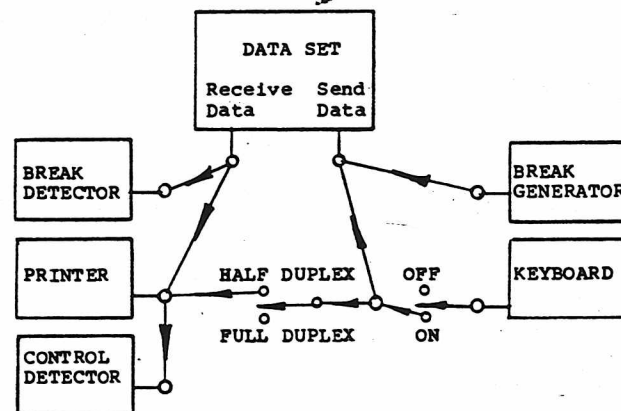 DATA SET
Receive Send
Data Data
BREAK
DETECTOR
BREAK
GENERATOR
PRINTER
HALF DUPLEX OFF
KEYBOARD
FULL DUPLEX ON
CONTROL
DETECTOR